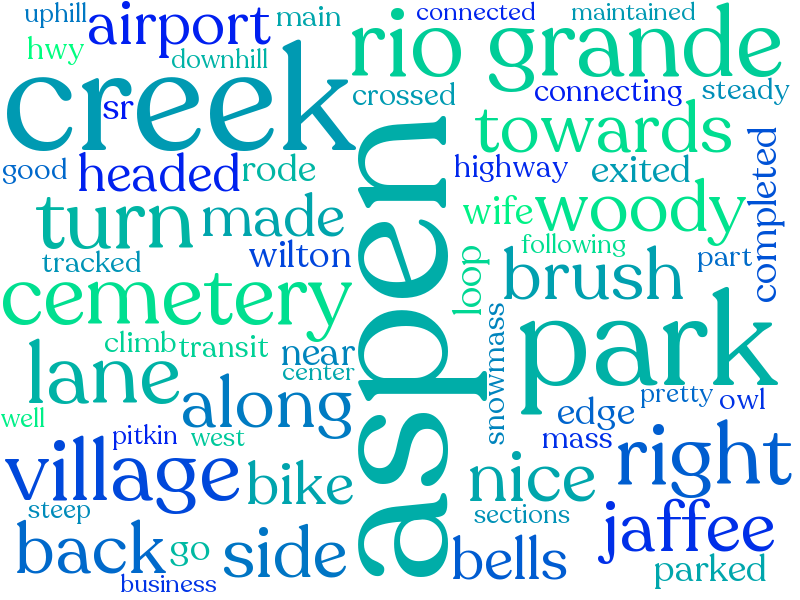 uphill
airport
main
connected
maintained
hwy
downhill
rio grande
creek
sr
crossed
connecting
steady
towards
good
headed
rode
highway
exited
completed
turn
made
aspen
wife
woody
tracked
wilton
following
loop
brush
part
cemetery
climb
transit
near
center
snowmass
park
lane
along
edge
pretty
owl
well
pitkin
west
mass
right
village
bike
nice
steep
sections
jaffee
back
go
side
bells
parked
business